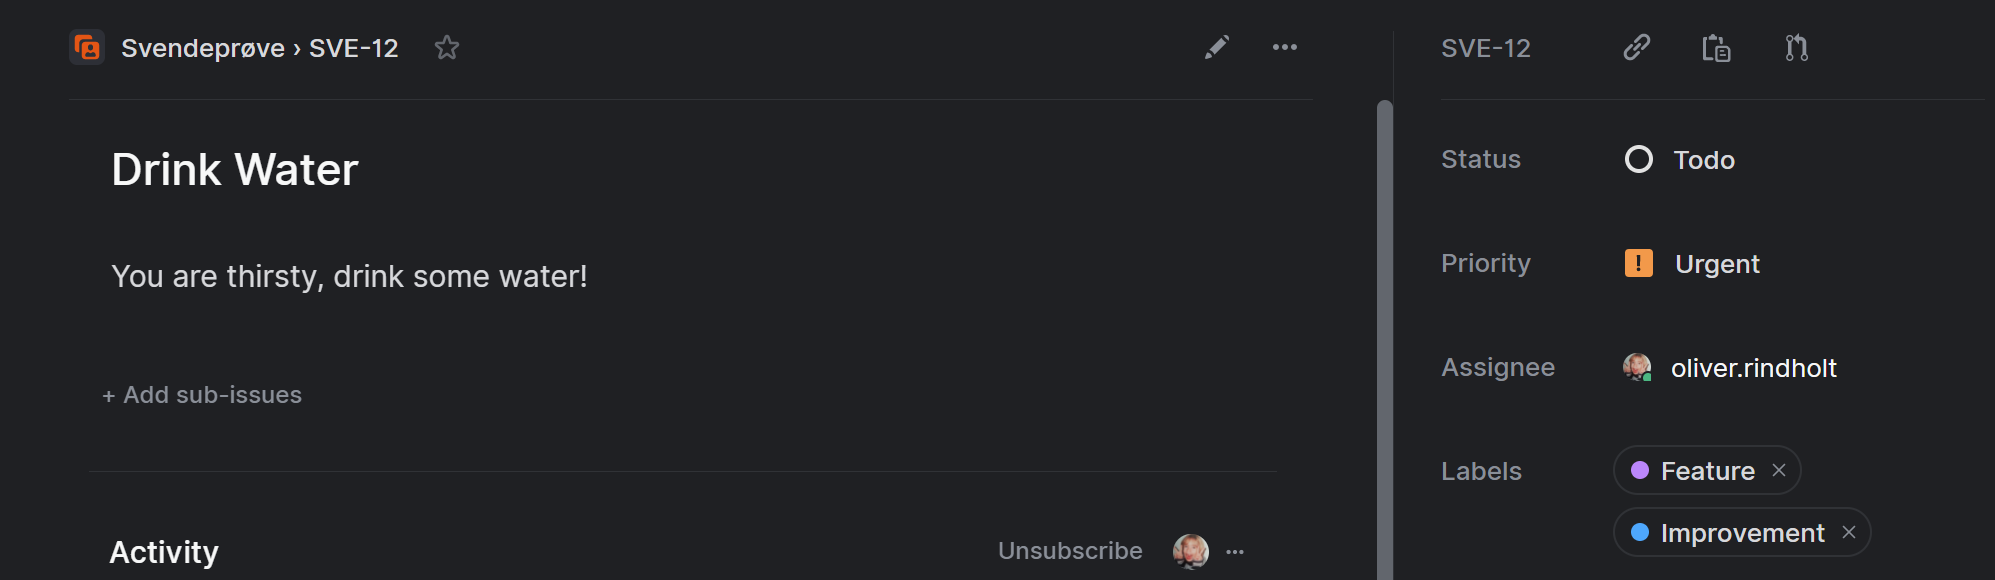 Svendeprøve › SVE-12
Drink Water
You are thirsty, drink some water!
+ Add sub-issues
Activity
Unsubscribe
SVE-12
Status Todo
Priority ! Urgent
Assignee oliver.rindholt
Labels Feature ×
Improvement ×